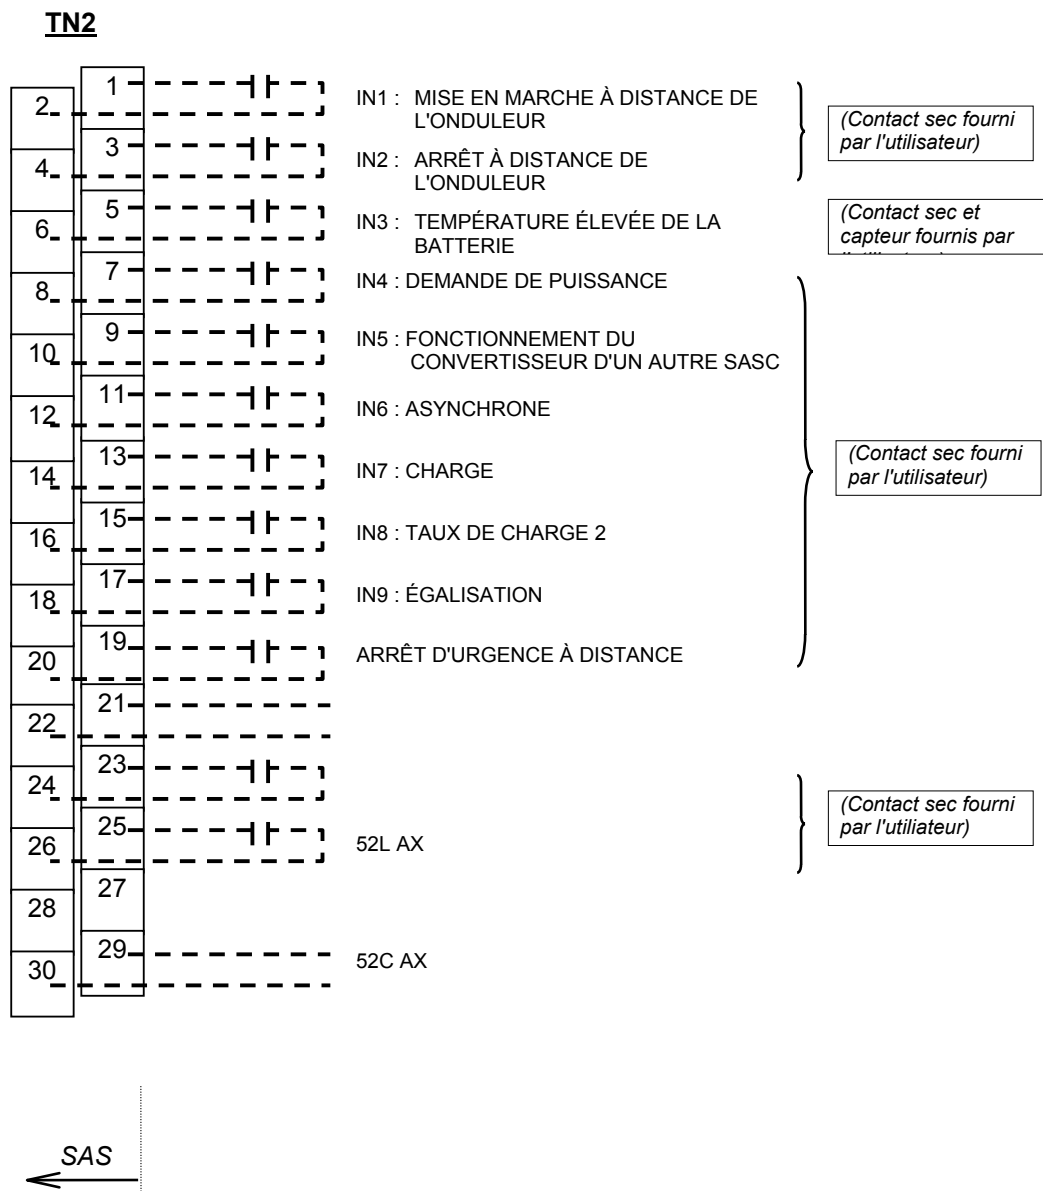 TN2
1
2
IN1 : MISE EN MARCHE À DISTANCE DE
L'ONDULEUR
(Contact sec fourni
par l'utilisateur)
3
4
IN2 : ARRÊT À DISTANCE DE
L'ONDULEUR
5
6
IN3 : TEMPÉRATURE ÉLEVÉE DE LA
BATTERIE
(Contact sec et
capteur fournis par
7
8
IN4 : DEMANDE DE PUISSANCE
9
10
IN5 : FONCTIONNEMENT DU
CONVERTISSEUR D'UN AUTRE SASC
11
12
IN6 : ASYNCHRONE
13
14
IN7 : CHARGE
(Contact sec fourni
par l'utilisateur)
15
16
IN8 : TAUX DE CHARGE 2
17
18
IN9 : ÉGALISATION
19
20
ARRÊT D'URGENCE À DISTANCE
21
22
23
24
(Contact sec fourni
par l'utiliateur)
25
26
52L AX
27
28
29
30
52C AX
SAS